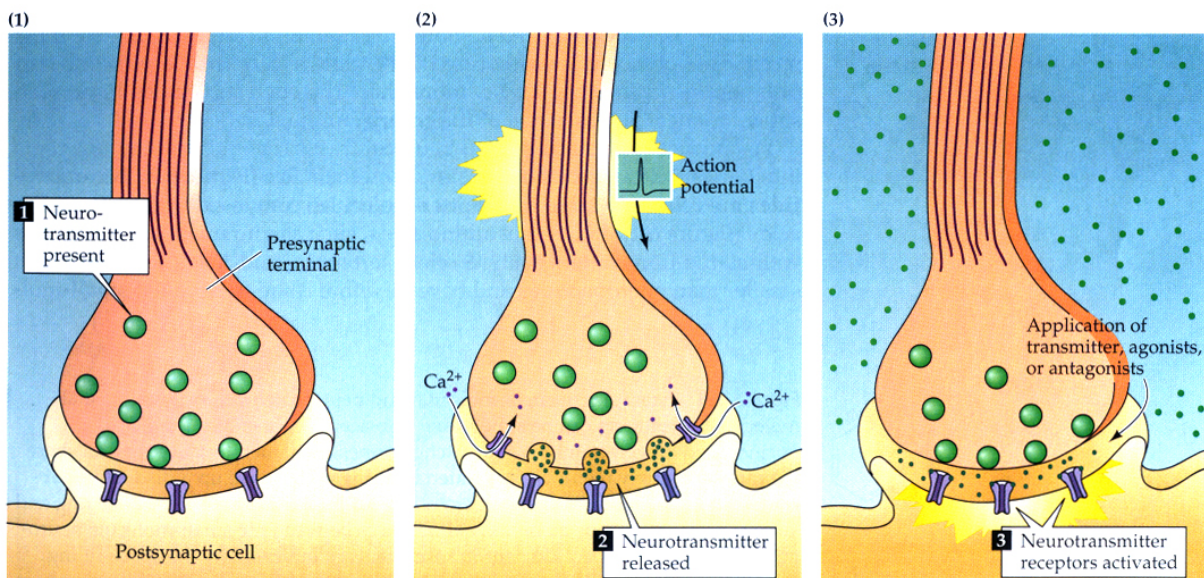 (1)
(2)
(3)
1 Neuro-
transmitter
present
Presynaptic
terminal
Postsynaptic cell
Action
potential
Ca2+
Ca2+
2 Neurotransmitter
released
Application of
transmitter, agonists,
or antagonists
3 Neurotransmitter
receptors activated